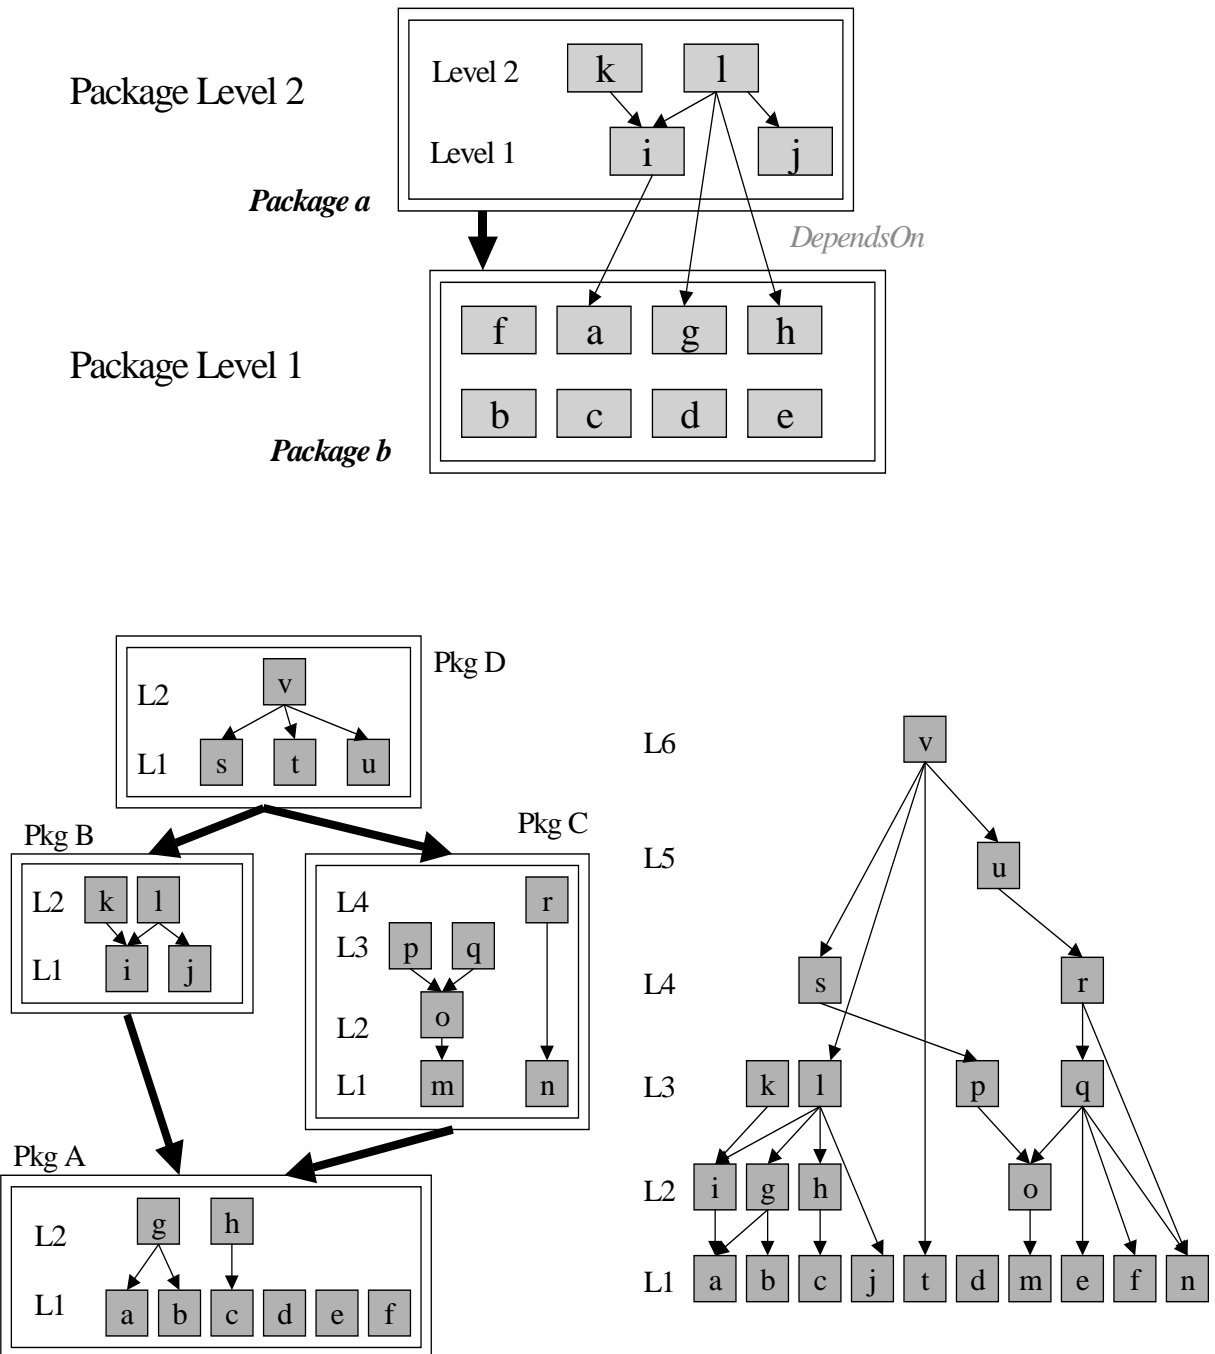 Package Level 2
Level 2 k l
Level 1 i j
Package a
DependsOn
Package Level 1
f a g h
b c d e
Package b
Pkg D
L2 v
L1 s t u
Pkg B
L2 k l
L1 i j
Pkg C
L4 r
L3 p q
L2 o
L1 m n
Pkg A
L2 g h
L1 a b c d e f
L6 v
L5 u
L4 s r
L3 k l p q
L2 i g h o
L1 a b c j t d m e f n